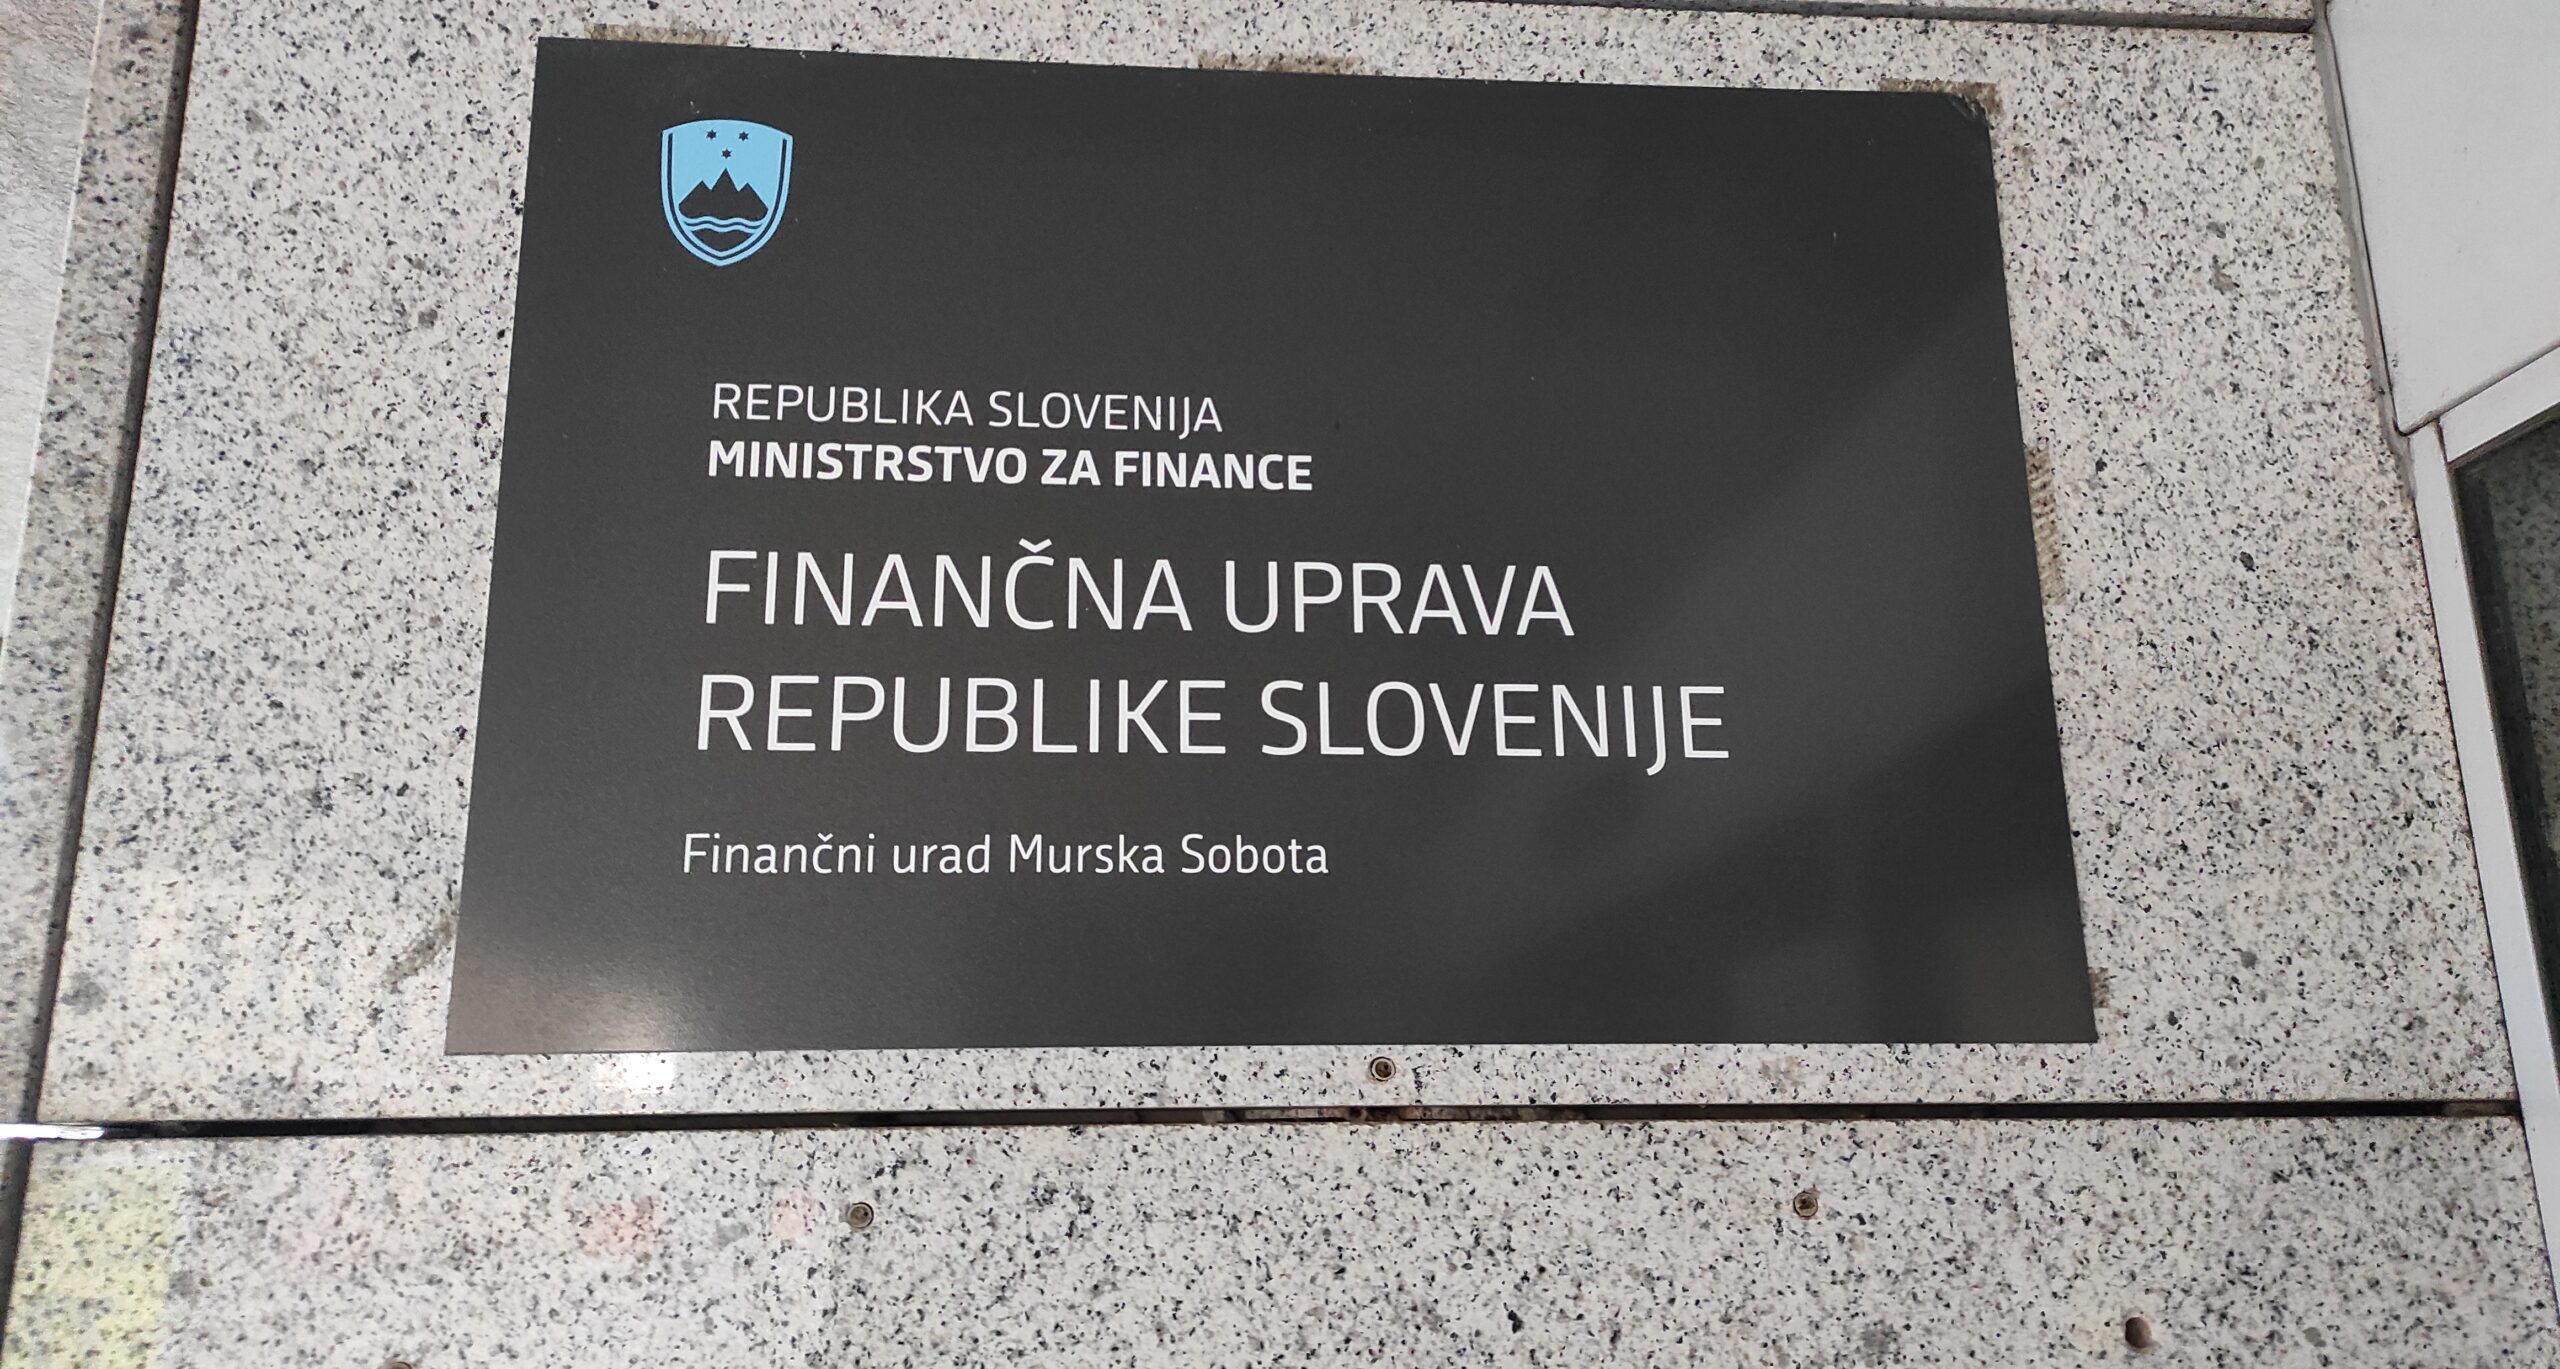 REPUBLIKA SLOVENIJA
MINISTRSTVO ZA FINANCE
FINANČNA UPRAVA
REPUBLIKE SLOVENIJE
Finančni urad Murska Sobota